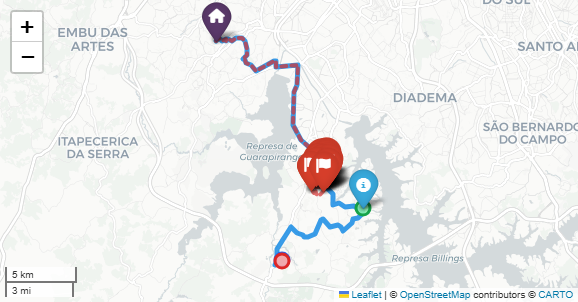 DO SUL
+
−
EMBU DAS
ARTES
SANTO AN
DIADEMA
SÃO BERNARDO
DO CAMPO
ITAPECERICA
DA SERRA
Represa de
Guarapiranga
i
Represa Billings
5 km
3 mi
Leaflet | © OpenStreetMap contributors © CARTO